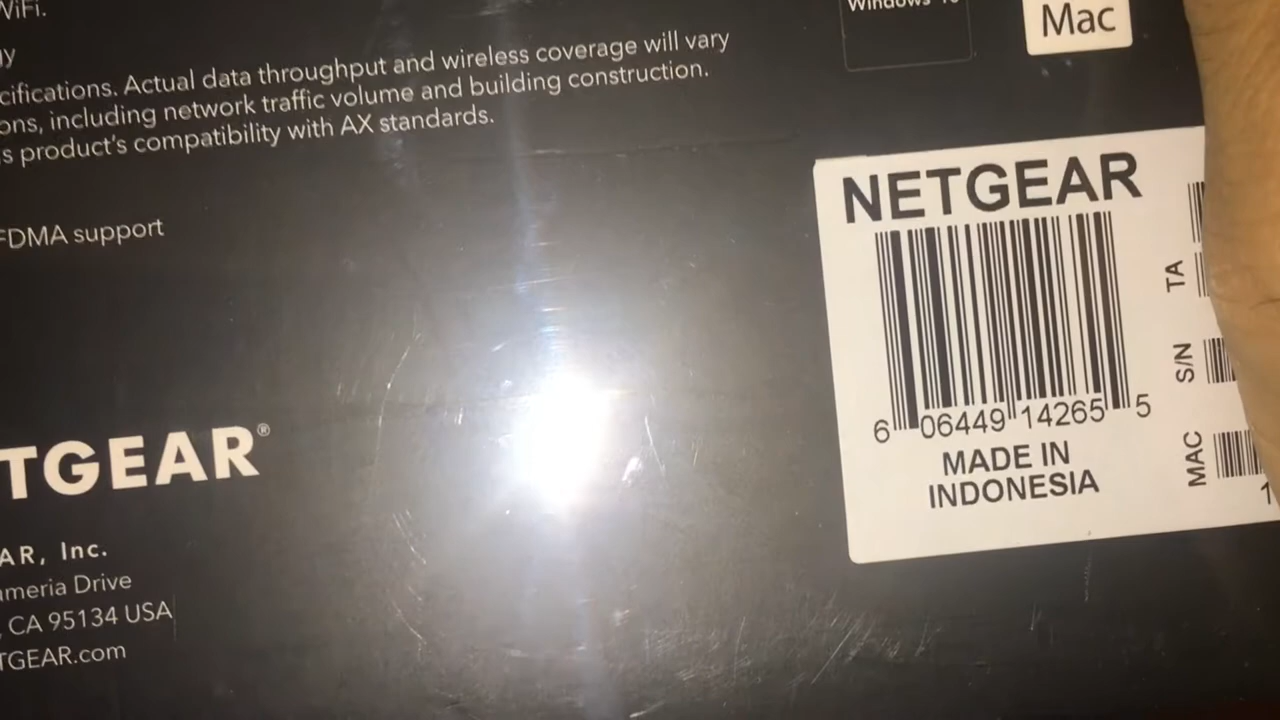 WiFi.
cifications. Actual data throughput and wireless coverage will vary
ons, including network traffic volume and building construction.
s product's compatibility with AX standards.
FDMA support
TGEAR®
AR, Inc.
ameria Drive
, CA 95134 USA
TGEAR.com
Windows 10
Mac
NETGEAR
6 06449 14265 5
MADE IN
INDONESIA
TA
S/N
MAC
1